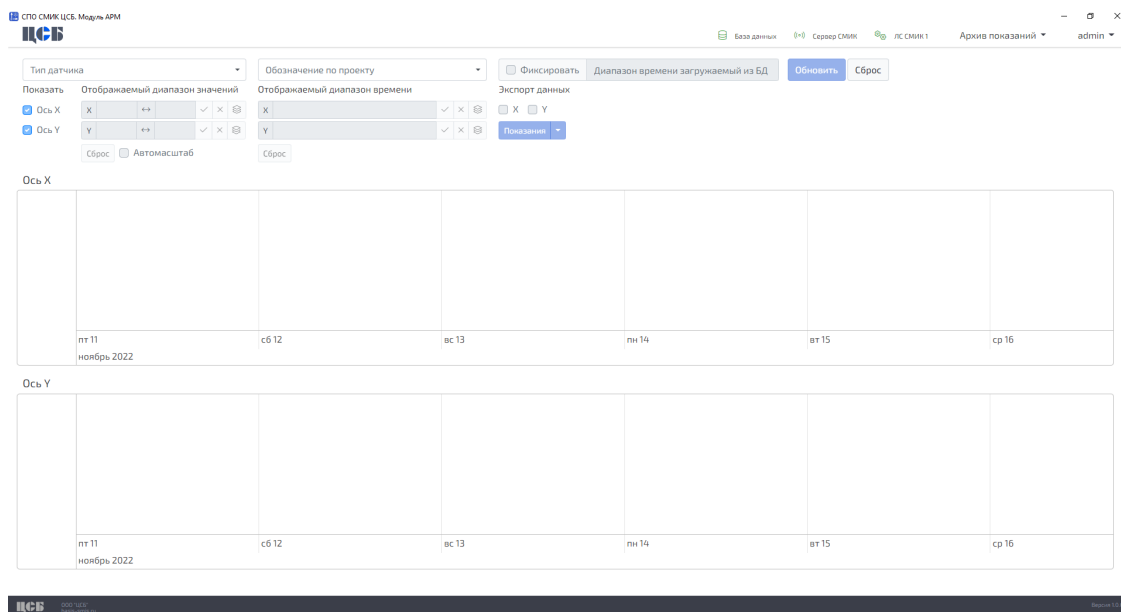 СПО СМИК ЦСБ. Модуль АРМ
ЦСБ
База данных Сервер СМИК ЛС СМИК 1 Архив показаний admin
Тип датчика Обозначение по проекту Фиксировать Диапазон времени загружаемый из БД Обновить Сброс
Показать Отображаемый диапазон значений Отображаемый диапазон времени Экспорт данных
Ось X X X X Y
Ось Y Y Y Показания
Сброс Автомасштаб Сброс
Ось X
пт 11 сб 12 вс 13 пн 14 вт 15 ср 16
ноябрь 2022
Ось Y
пт 11 сб 12 вс 13 пн 14 вт 15 ср 16
ноябрь 2022
ЦСБ ООО "ЦСБ"